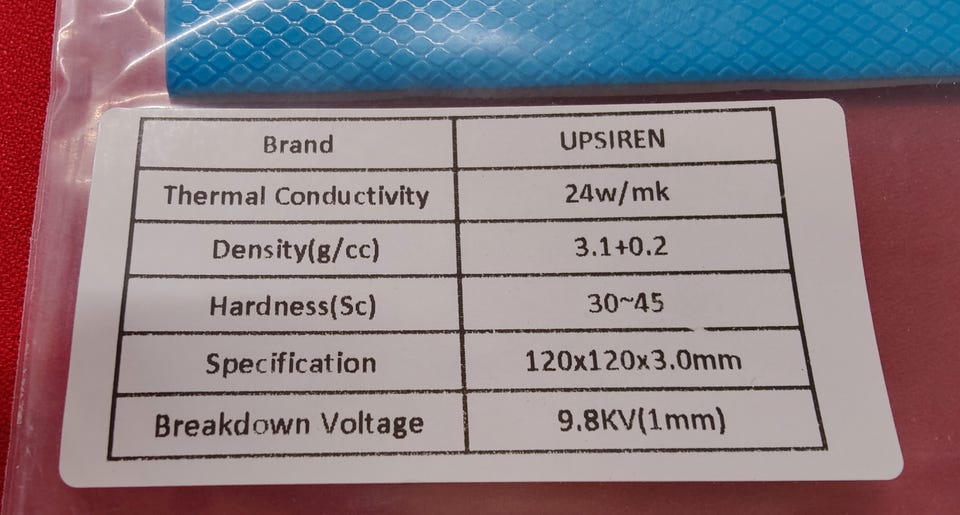 Brand UPSIREN
Thermal Conductivity 24w/mk
Density(g/cc) 3.1+0.2
Hardness(Sc) 30~45
Specification 120x120x3.0mm
Breakdown Voltage 9.8KV(1mm)